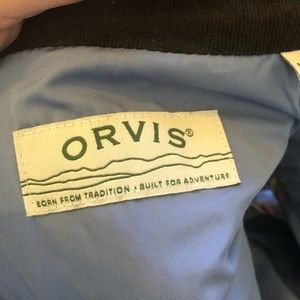 ORVIS®
BORN FROM TRADITION • BUILT FOR ADVENTURE